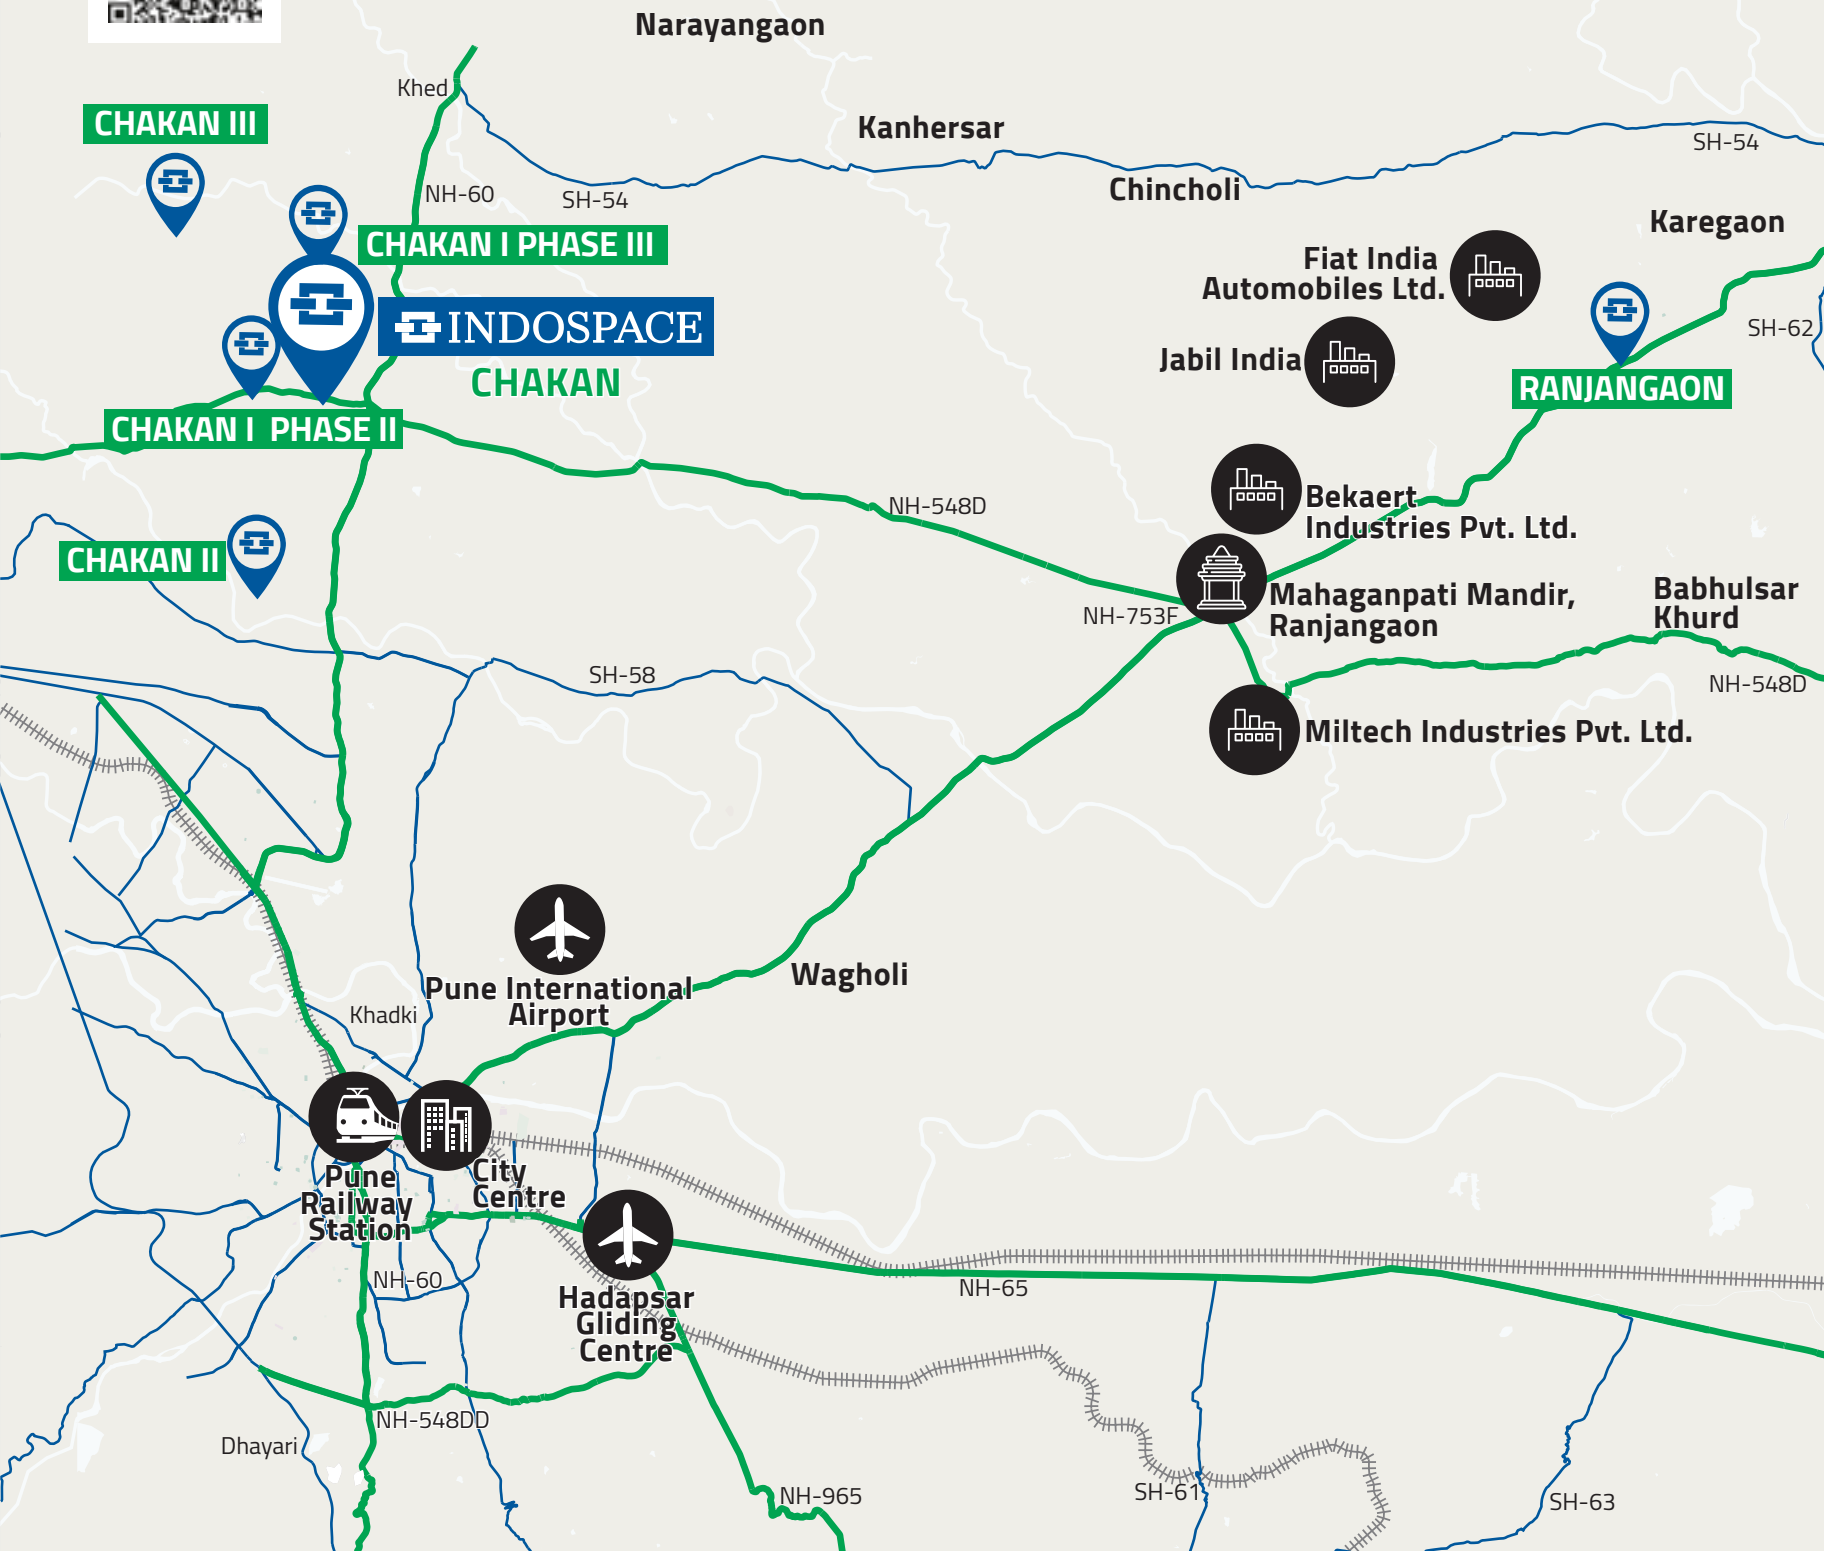 Narayangaon
Khed
CHAKAN III
Kanhersar
SH-54
NH-60
SH-54
Chincholi
Karegaon
CHAKAN I PHASE III
Fiat India
Automobiles Ltd.
INDOSPACE
CHAKAN
SH-62
Jabil India
RANJANGAON
CHAKAN I PHASE II
NH-548D
Bekaert
Industries Pvt. Ltd.
CHAKAN II
Mahaganpati Mandir,
Ranjangaon
NH-753F
Babhulsar
Khurd
SH-58
NH-548D
Miltech Industries Pvt. Ltd.
Wagholi
Pune International
Airport
Khadki
Pune
Railway
Station
City
Centre
NH-60
NH-65
Hadapsar
Gliding
Centre
NH-548DD
Dhayari
NH-965
SH-61
SH-63